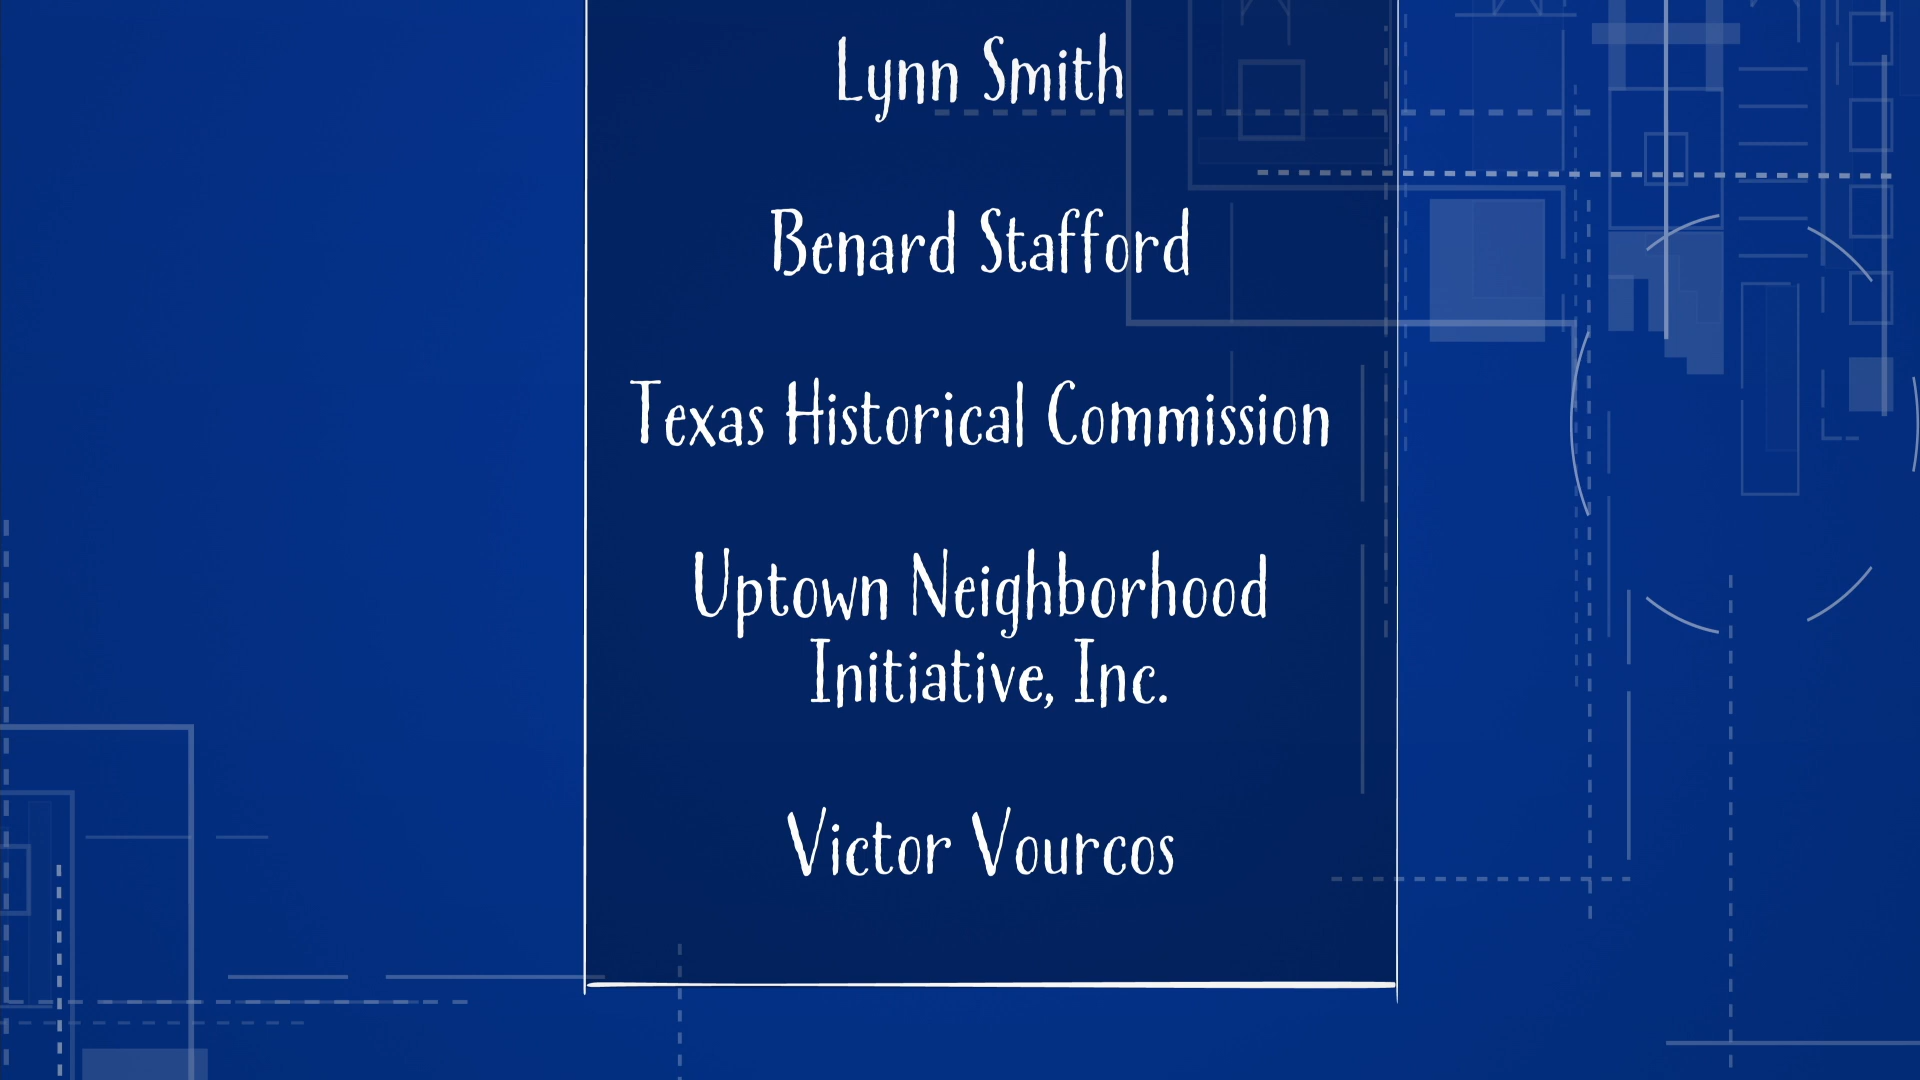 Lynn Smith
Benard Stafford
Texas Historical Commission
Uptown Neighborhood
Initiative, Inc.
Victor Vourcos